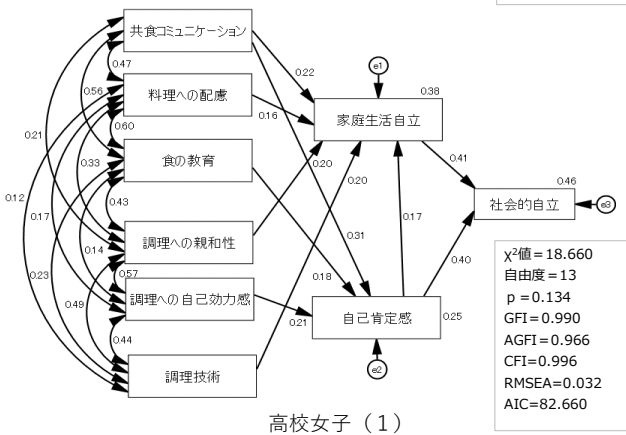 共食コミュニケーション
料理への配慮
食の教育
調理への親和性
調理への自己効力感
調理技術
0.47
0.56
0.60
0.21
0.33
0.12
0.43
0.17
0.14
0.57
0.23
0.49
0.44
0.22
0.16
0.20
0.20
0.31
0.18
0.21
e1
0.38
家庭生活自立
0.41
0.17
0.46
社会的自立
e3
0.40
自己肯定感
0.25
e2
χ²値＝18.660
自由度＝13
ｐ＝0.134
GFI=0.990
AGFI=0.966
CFI=0.996
RMSEA=0.032
AIC=82.660
高校女子（1）